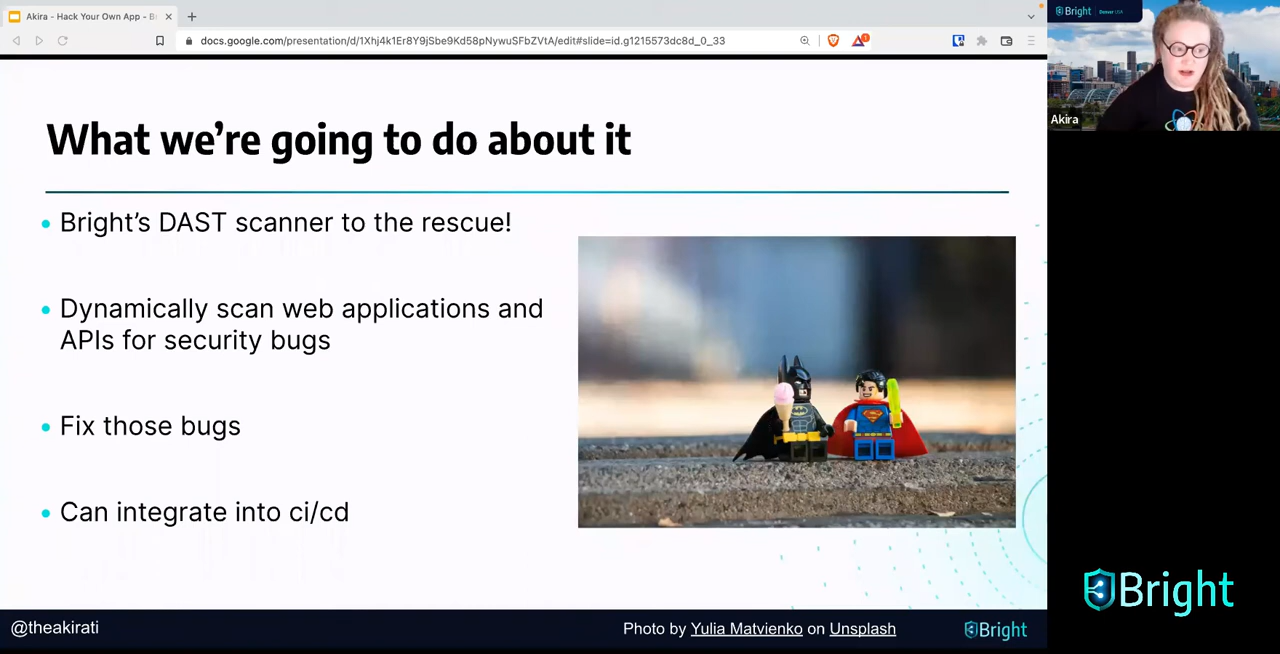 Akira - Hack Your Own App - B
docs.google.com/presentation/d/1Xhj4k1Er8Y9jSbe9Kd58pNywuSFbZVtA/edit#slide=id.g1215573dc8d_0_33
Bright
Denver USA
Akira
What we’re going to do about it
Bright’s DAST scanner to the rescue!
Dynamically scan web applications and
APIs for security bugs
Fix those bugs
Can integrate into ci/cd
@theakirati
Photo by Yulia Matvienko on Unsplash
Bright
Bright